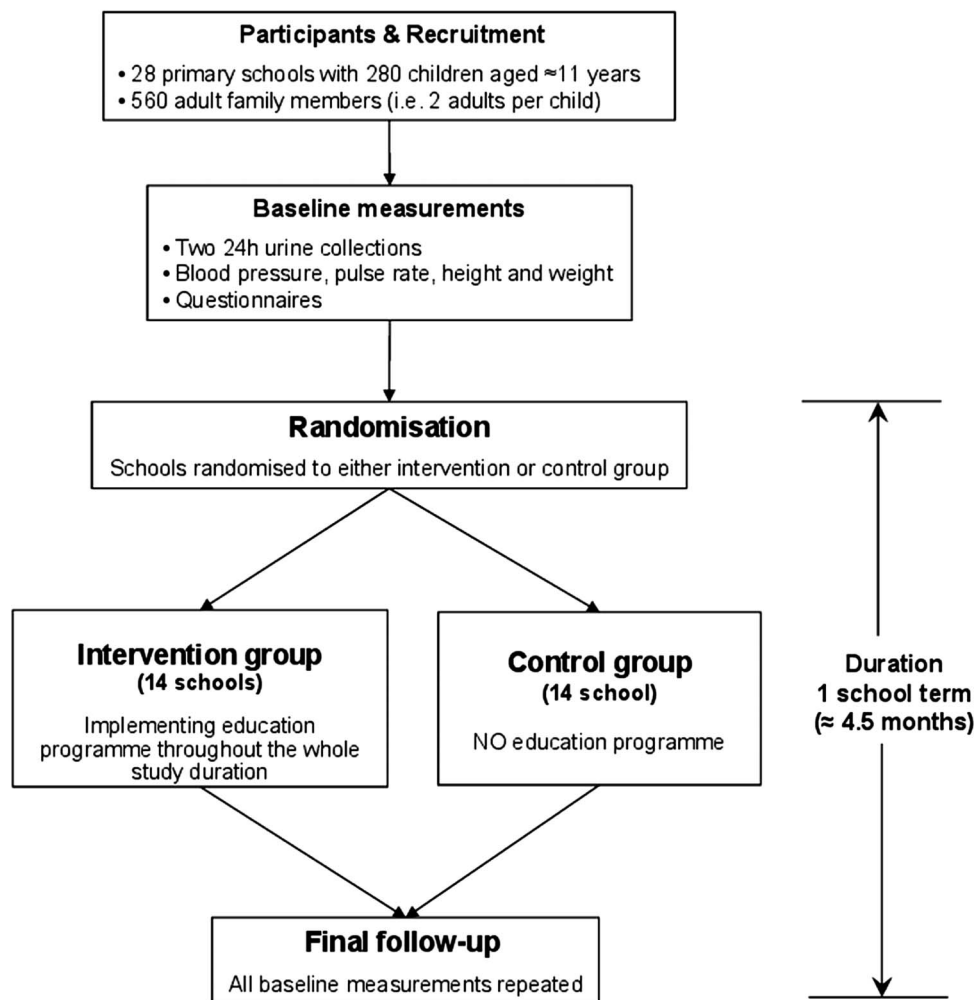 Participants & Recruitment
• 28 primary schools with 280 children aged ≈11 years
• 560 adult family members (i.e. 2 adults per child)
Baseline measurements
• Two 24h urine collections
• Blood pressure, pulse rate, height and weight
• Questionnaires
Randomisation
Schools randomised to either intervention or control group
Intervention group
(14 schools)
Implementing education
programme throughout the whole
study duration
Control group
(14 school)
NO education programme
Duration
1 school term
(≈ 4.5 months)
Final follow-up
All baseline measurements repeated